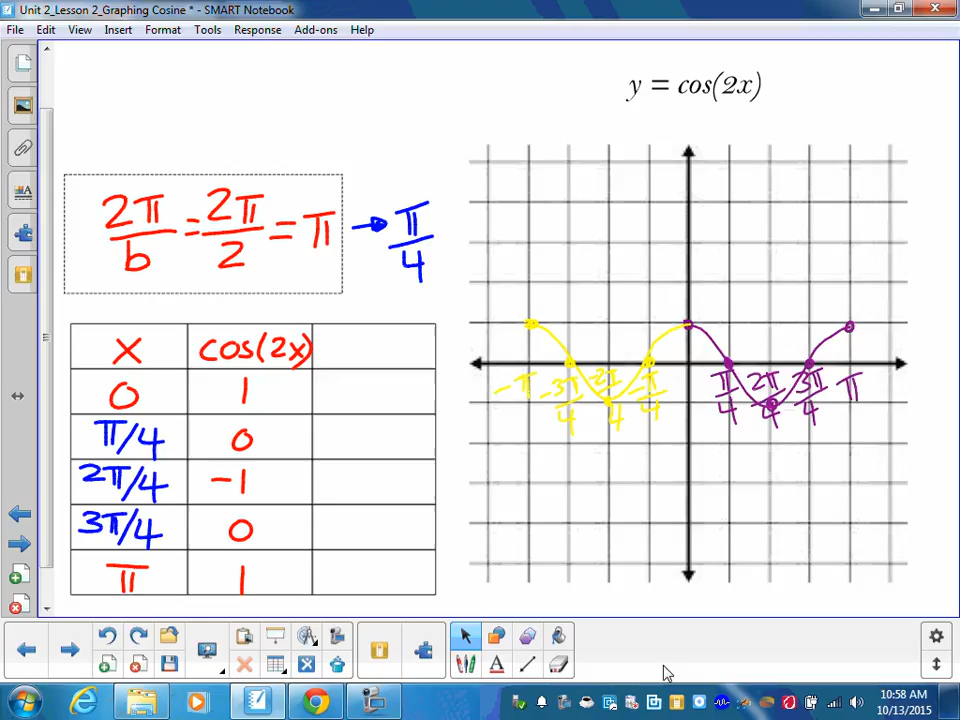 Unit 2_Lesson 2_Graphing Cosine * - SMART Notebook
File Edit View Insert Format Tools Response Add-ons Help
y = cos(2x)
2π/b = 2π/2 = π → π/4
x cos(2x)
0 1
π/4 0
2π/4 -1
3π/4 0
π 1
-π -3π/4 2π/4 -π/4 π/4 2π/4 3π/4 π
10:58 AM
10/13/2015